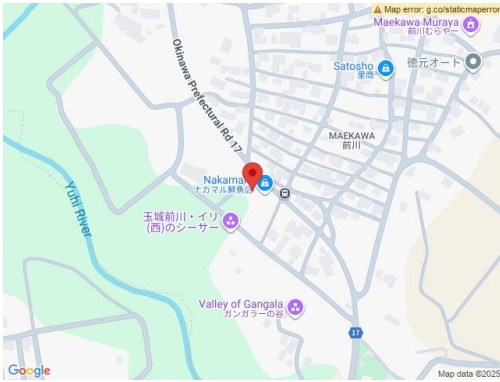 Map error: g.co/staticmaperror
Maekawa Muraya
前川むらやー
Okinawa Prefectural Rd 17
Satosho
里商
徳元オート
MAEKAWA
前川
Nakama
ナカマル鮮魚店
Yuhi River
玉城前川・イリ
(西)のシーサー
Valley of Gangala
ガンガラーの谷
17
Google
Map data ©2025